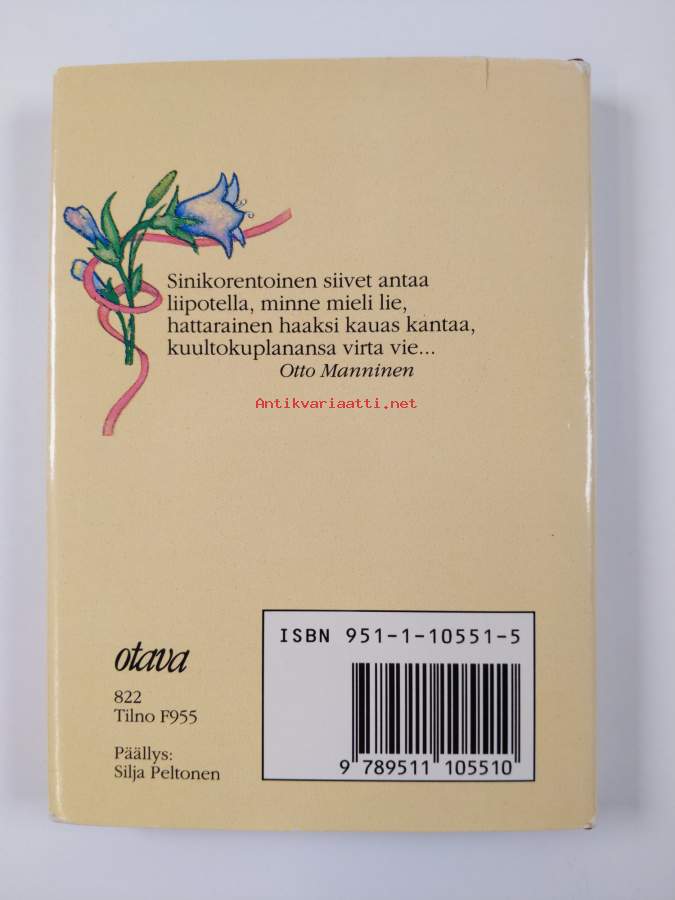 Sinikorentoinen siivet antaa
liipotella, minne mieli lie,
hattarainen haaksi kauas kantaa,
kuultokuplanansa virta vie...
Otto Manninen
Antikvariaatti.net
otava
822
Tilno F955
Päällys:
Silja Peltonen
ISBN 951-1-10551-5
9 789511 105510